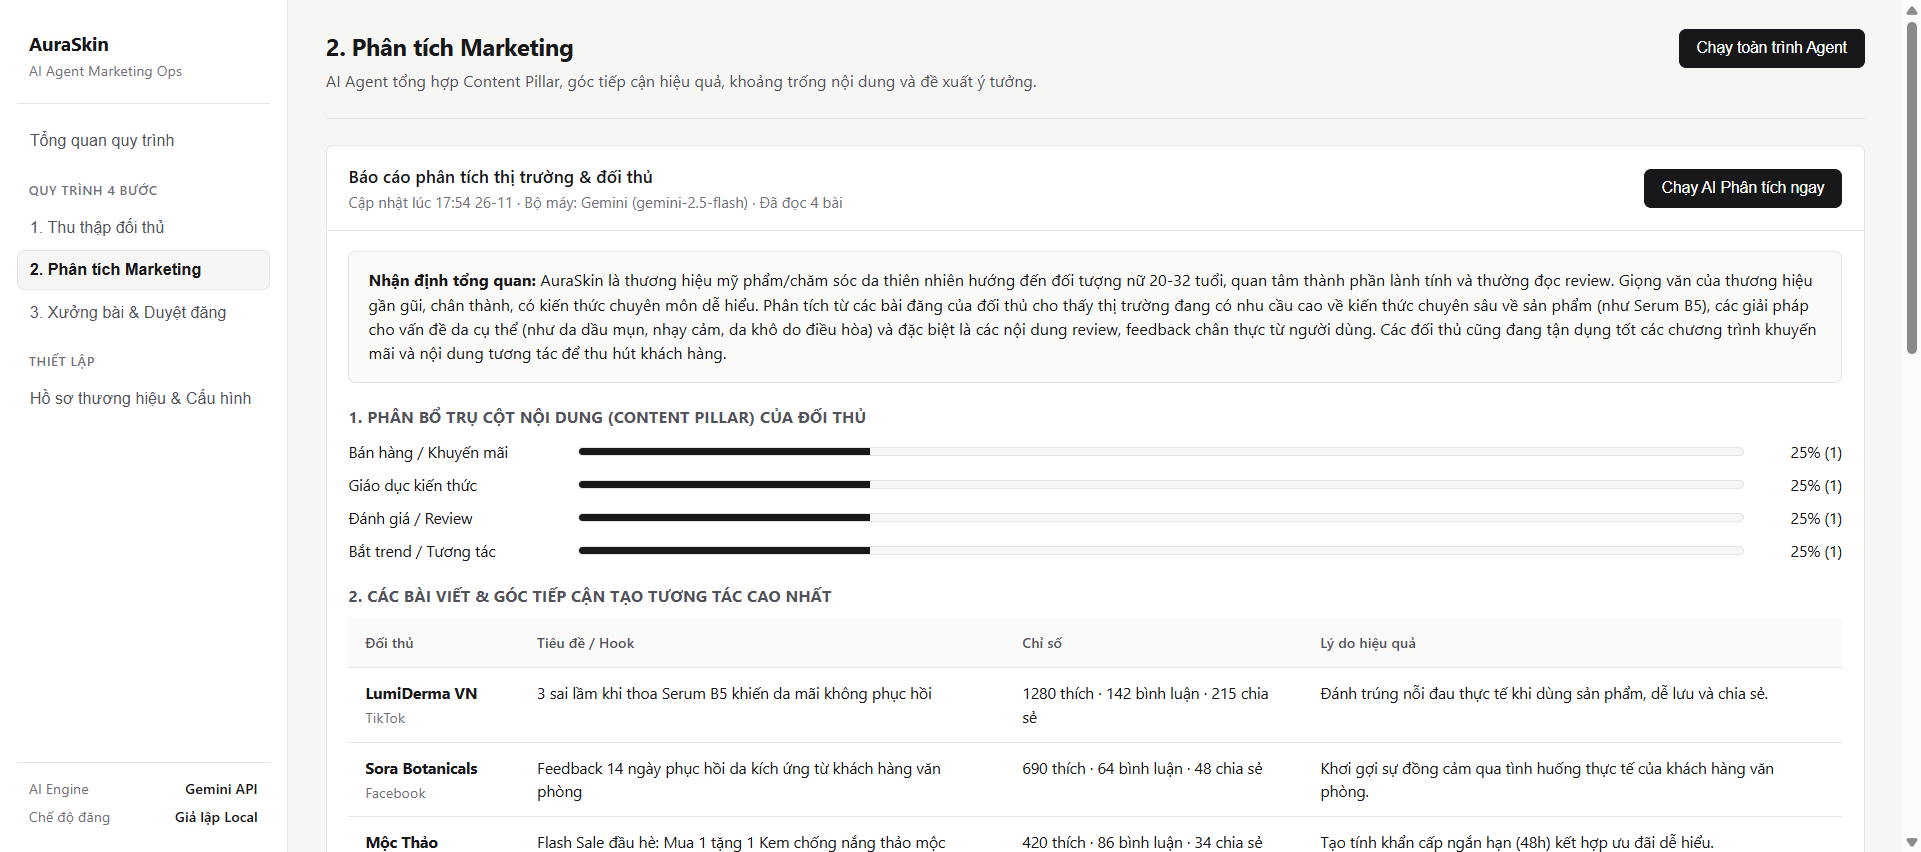 AuraSkin
AI Agent Marketing Ops
Tổng quan quy trình
QUY TRÌNH 4 BƯỚC
1. Thu thập đối thủ
2. Phân tích Marketing
3. Xưởng bài & Duyệt đăng
THIẾT LẬP
Hồ sơ thương hiệu & Cấu hình
AI Engine Gemini API
Chế độ đăng Giả lập Local
2. Phân tích Marketing
AI Agent tổng hợp Content Pillar, góc tiếp cận hiệu quả, khoảng trống nội dung và đề xuất ý tưởng.
Chạy toàn trình Agent
Báo cáo phân tích thị trường & đối thủ
Cập nhật lúc 17:54 26-11 · Bộ máy: Gemini (gemini-2.5-flash) · Đã đọc 4 bài
Chạy AI Phân tích ngay
Nhận định tổng quan: AuraSkin là thương hiệu mỹ phẩm/chăm sóc da thiên nhiên hướng đến đối tượng nữ 20-32 tuổi, quan tâm thành phần lành tính và thường đọc review. Giọng văn của thương hiệu
gần gũi, chân thành, có kiến thức chuyên môn dễ hiểu. Phân tích từ các bài đăng của đối thủ cho thấy thị trường đang có nhu cầu cao về kiến thức chuyên sâu về sản phẩm (như Serum B5), các giải pháp
cho vấn đề da cụ thể (như da dầu mụn, nhạy cảm, da khô do điều hòa) và đặc biệt là các nội dung review, feedback chân thực từ người dùng. Các đối thủ cũng đang tận dụng tốt các chương trình khuyến
mãi và nội dung tương tác để thu hút khách hàng.
1. PHÂN BỔ TRỤ CỘT NỘI DUNG (CONTENT PILLAR) CỦA ĐỐI THỦ
Bán hàng / Khuyến mãi 25% (1)
Giáo dục kiến thức 25% (1)
Đánh giá / Review 25% (1)
Bắt trend / Tương tác 25% (1)
2. CÁC BÀI VIẾT & GÓC TIẾP CẬN TẠO TƯƠNG TÁC CAO NHẤT
Đối thủ Tiêu đề / Hook Chỉ số Lý do hiệu quả
LumiDerma VN 3 sai lầm khi thoa Serum B5 khiến da mãi không phục hồi 1280 thích · 142 bình luận · 215 chia Đánh trúng nỗi đau thực tế khi dùng sản phẩm, dễ lưu và chia sẻ.
TikTok sẻ
Sora Botanicals Feedback 14 ngày phục hồi da kích ứng từ khách hàng văn 690 thích · 64 bình luận · 48 chia sẻ Khơi gợi sự đồng cảm qua tình huống thực tế của khách hàng văn
Facebook phòng phòng.
Mộc Thảo Flash Sale đầu hè: Mua 1 tặng 1 Kem chống nắng thảo mộc 420 thích · 86 bình luận · 34 chia sẻ Tạo tính khẩn cấp ngắn hạn (48h) kết hợp ưu đãi dễ hiểu.